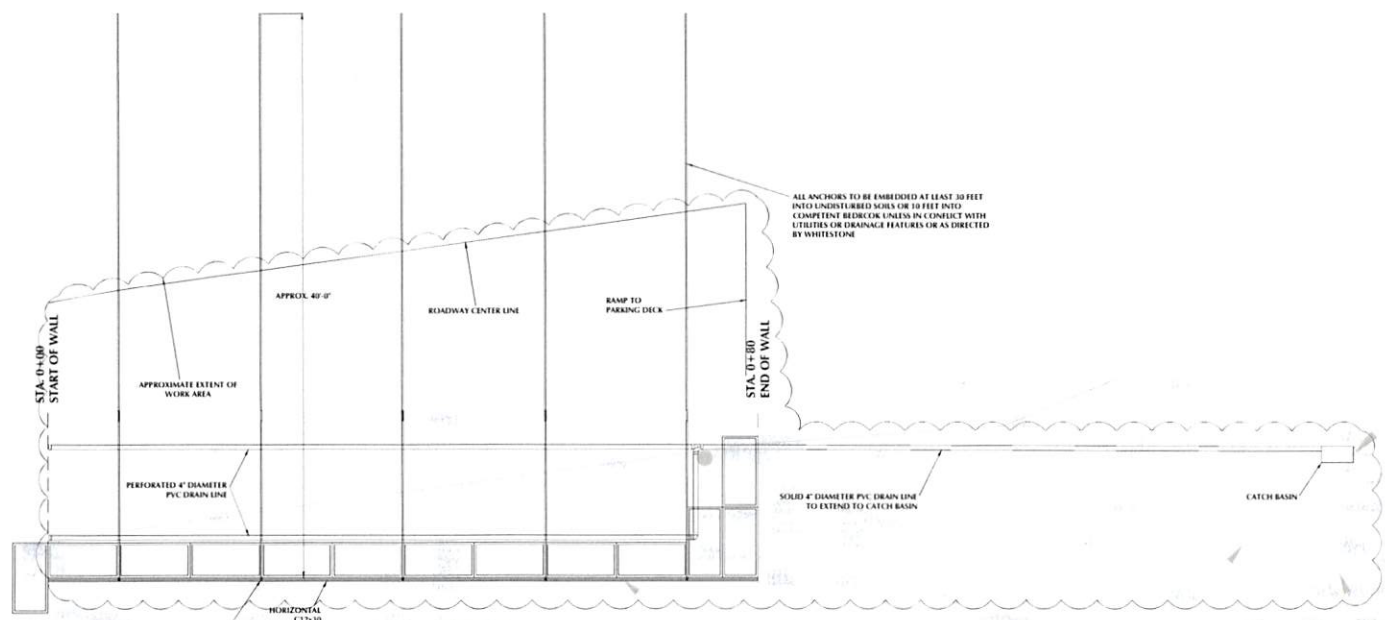 ALL ANCHORS TO BE EMBEDDED AT LEAST 30 FEET
INTO UNDISTURBED SOILS OR 10 FEET INTO
COMPETENT BEDRCOK UNLESS IN CONFLICT WITH
UTILITIES OR DRAINAGE FEATURES OR AS DIRECTED
BY WHITESTONE
APPROX. 40'-0"
ROADWAY CENTER LINE
RAMP TO
PARKING DECK
STA. 0+00
START OF WALL
STA. 0+80
END OF WALL
APPROXIMATE EXTENT OF
WORK AREA
PERFORATED 4" DIAMETER
PVC DRAIN LINE
SOLID 4" DIAMETER PVC DRAIN LINE
TO EXTEND TO CATCH BASIN
CATCH BASIN
HORIZONTAL
C12×30